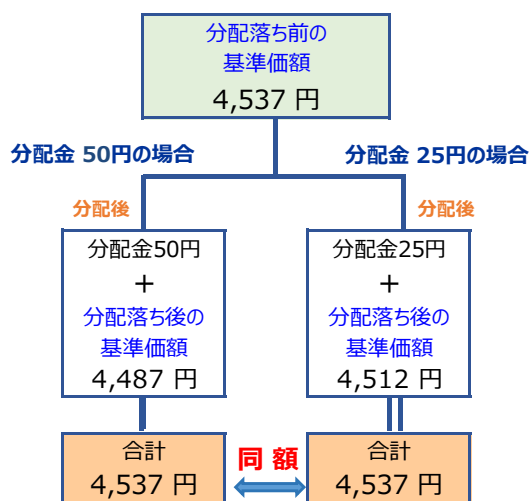 分配落ち前の
基準価額
4,537 円
分配金 50円の場合
分配金 25円の場合
分配後
分配後
分配金50円
+
分配落ち後の
基準価額
4,487 円
分配金25円
+
分配落ち後の
基準価額
4,512 円
合計
4,537 円
同 額
合計
4,537 円